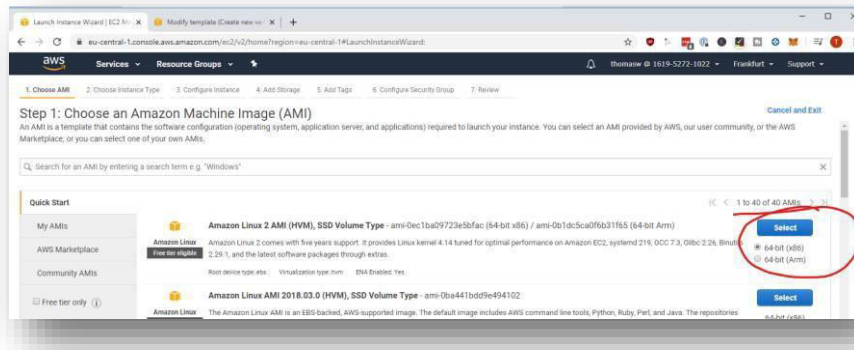 Launch Instance Wizard | EC2 M
Modify template (Create new ve
eu-central-1.console.aws.amazon.com/ec2/v2/home?region=eu-central-1#LaunchInstanceWizard:
aws
Services
Resource Groups
thomasw @ 1619-5272-1022
Frankfurt
Support
1. Choose AMI
2. Choose Instance Type
3. Configure Instance
4. Add Storage
5. Add Tags
6. Configure Security Group
7. Review
Step 1: Choose an Amazon Machine Image (AMI)
Cancel and Exit
An AMI is a template that contains the software configuration (operating system, application server, and applications) required to launch your instance. You can select an AMI provided by AWS, our user community, or the AWS
Marketplace; or you can select one of your own AMIs.
Search for an AMI by entering a search term e.g. "Windows"
Quick Start
1 to 40 of 40 AMIs
My AMIs
AWS Marketplace
Community AMIs
Free tier only
Amazon Linux
Free tier eligible
Amazon Linux 2 AMI (HVM), SSD Volume Type - ami-0ec1ba09723e5bfac (64-bit x86) / ami-0b1dc5ca0f6b31f65 (64-bit Arm)
Amazon Linux 2 comes with five years support. It provides Linux kernel 4.14 tuned for optimal performance on Amazon EC2, systemd 219, GCC 7.3, Glibc 2.26, Binutils
2.29.1, and the latest software packages through extras.
Root device type: ebs
Virtualization type: hvm
ENA Enabled: Yes
Select
64-bit (x86)
64-bit (Arm)
Amazon Linux
Amazon Linux AMI 2018.03.0 (HVM), SSD Volume Type - ami-0ba441bdd9e494102
The Amazon Linux AMI is an EBS-backed, AWS-supported image. The default image includes AWS command line tools, Python, Ruby, Perl, and Java. The repositories
Select
64-bit (x86)